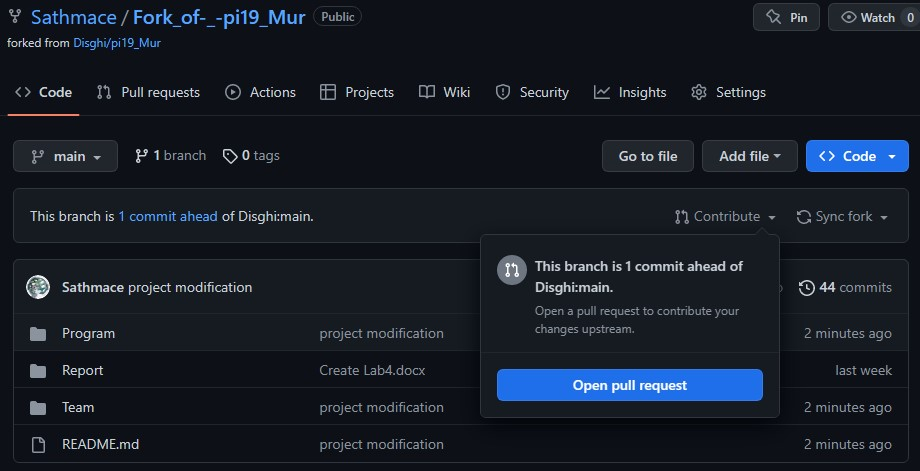 Sathmace / Fork_of-_-pi19_Mur Public Pin Watch 0
forked from Disghi/pi19_Mur
Code Pull requests Actions Projects Wiki Security Insights Settings
main 1 branch 0 tags Go to file Add file Code
This branch is 1 commit ahead of Disghi:main. Contribute Sync fork
This branch is 1 commit ahead of
Disghi:main.
Open a pull request to contribute your
changes upstream.
Open pull request
Sathmace project modification 44 commits
Program project modification 2 minutes ago
Report Create Lab4.docx last week
Team project modification 2 minutes ago
README.md project modification 2 minutes ago